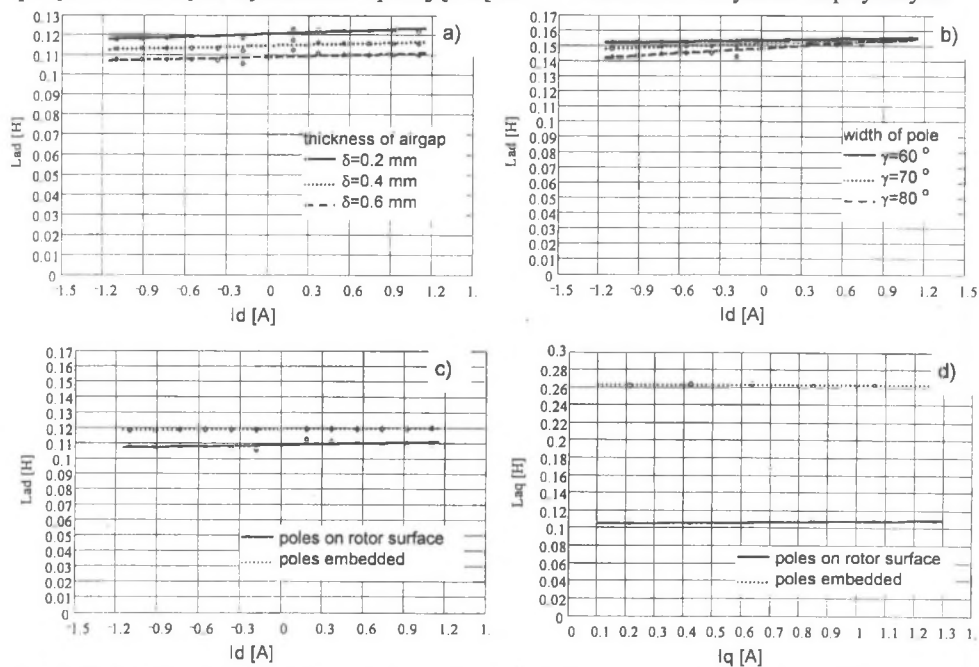 a)
0.13
0.12
0.11
0.1
0.09
0.08
0.07
0.06
0.05
0.04
0.03
0.02
0.01
0
Lad [H]
thickness of airgap
δ=0.2 mm
δ=0.4 mm
δ=0.6 mm
-1.5 -1.2 -0.9 -0.6 -0.3 0 0.3 0.6 0.9 1.2 1.
Id [A]
b)
0.17
0.16
0.15
0.14
0.13
0.12
0.11
0.1
0.09
0.08
0.07
0.06
0.05
0.04
0.03
0.02
0.01
0
Lad [H]
width of pole
γ=60 °
γ=70 °
γ=80 °
-1.5 -1.2 -0.9 -0.6 -0.3 0 0.3 0.6 0.9 1.2 1.5
Id [A]
c)
0.17
0.16
0.15
0.14
0.13
0.12
0.11
0.1
0.09
0.08
0.07
0.06
0.05
0.04
0.03
0.02
0.01
0
Lad [H]
poles on rotor surface
poles embedded
-1.5 -1.2 -0.9 -0.6 -0.3 0 0.3 0.6 0.9 1.2 1.
Id [A]
d)
0.3
0.28
0.26
0.24
0.22
0.2
0.18
0.16
0.14
0.12
0.1
0.08
0.06
0.04
0.02
0
Laq [H]
poles on rotor surface
poles embedded
0 0.1 0.2 0.3 0.4 0.5 0.6 0.7 0.8 0.9 1 1.1 1.2 1.3 1.
Iq [A]